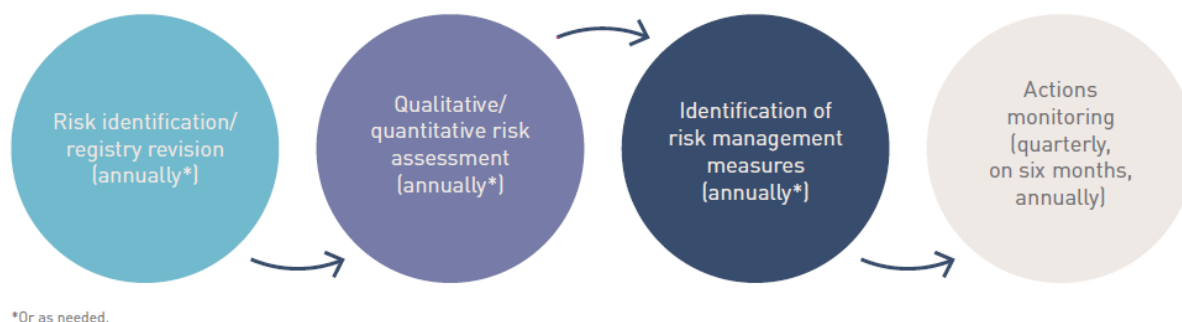 Risk identification/
registry revision
(annually*)
Qualitative/
quantitative risk
assessment
(annually*)
Identification of
risk management
measures
(annually*)
Actions
monitoring
(quarterly,
on six months,
annually)
*Or as needed.